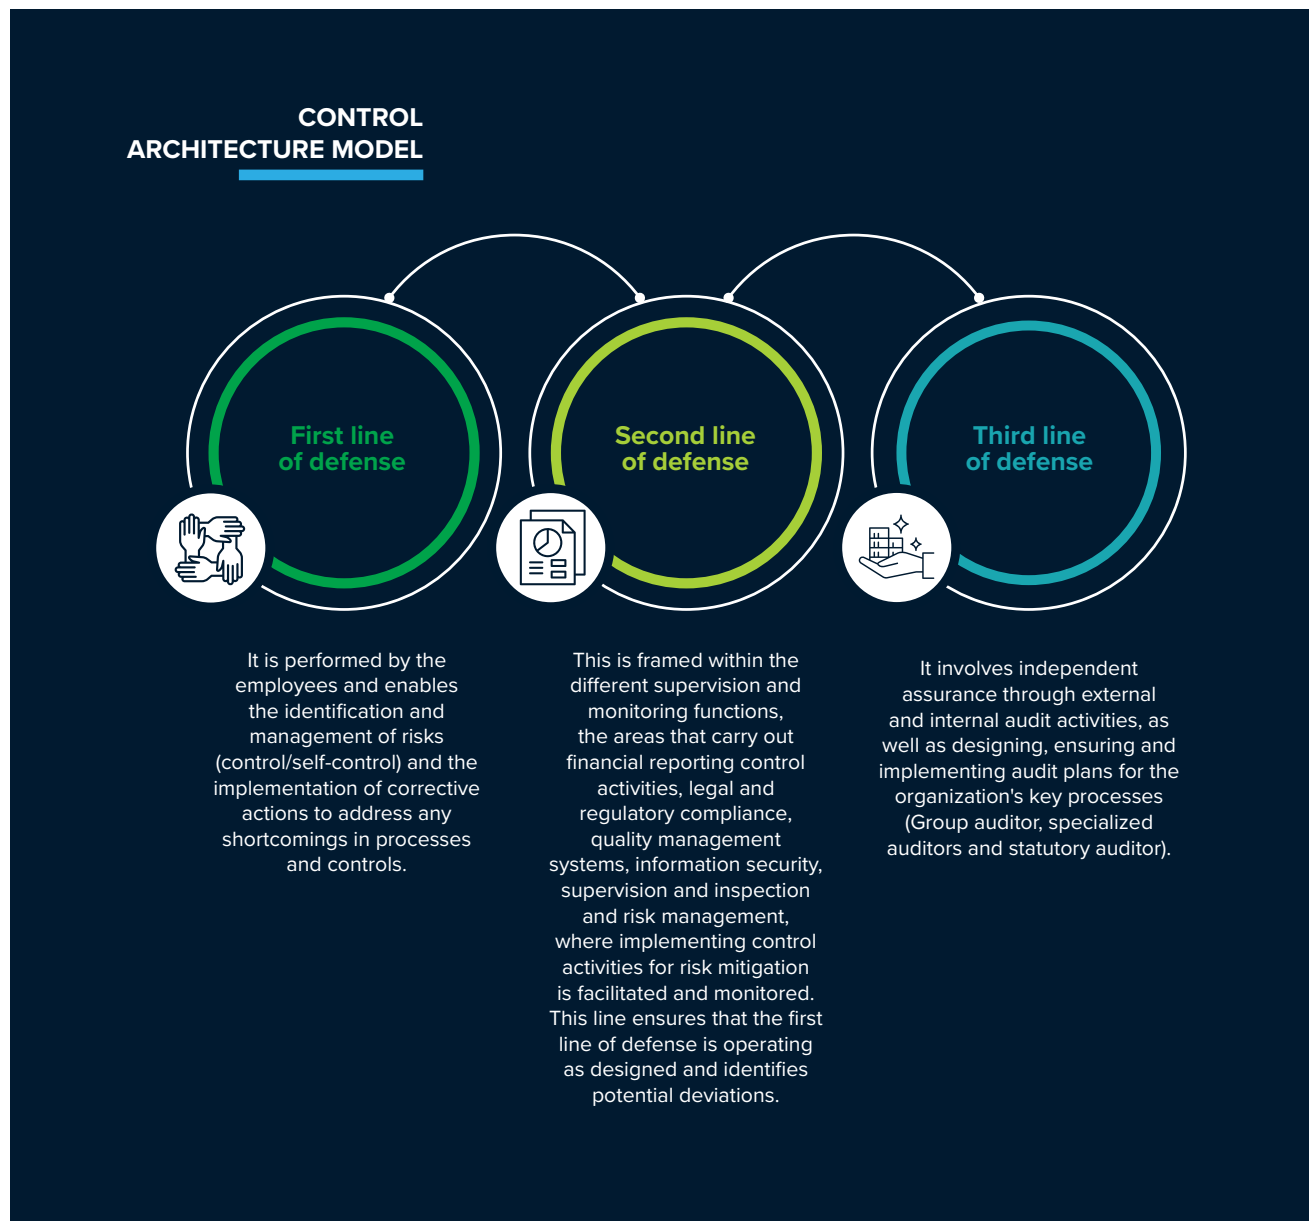 CONTROL
ARCHITECTURE MODEL
First line
of defense
It is performed by the
employees and enables
the identification and
management of risks
(control/self-control) and the
implementation of corrective
actions to address any
shortcomings in processes
and controls.
Second line
of defense
This is framed within the
different supervision and
monitoring functions,
the areas that carry out
financial reporting control
activities, legal and
regulatory compliance,
quality management
systems, information security,
supervision and inspection
and risk management,
where implementing control
activities for risk mitigation
is facilitated and monitored.
This line ensures that the first
line of defense is operating
as designed and identifies
potential deviations.
Third line
of defense
It involves independent
assurance through external
and internal audit activities, as
well as designing, ensuring and
implementing audit plans for the
organization's key processes
(Group auditor, specialized
auditors and statutory auditor).